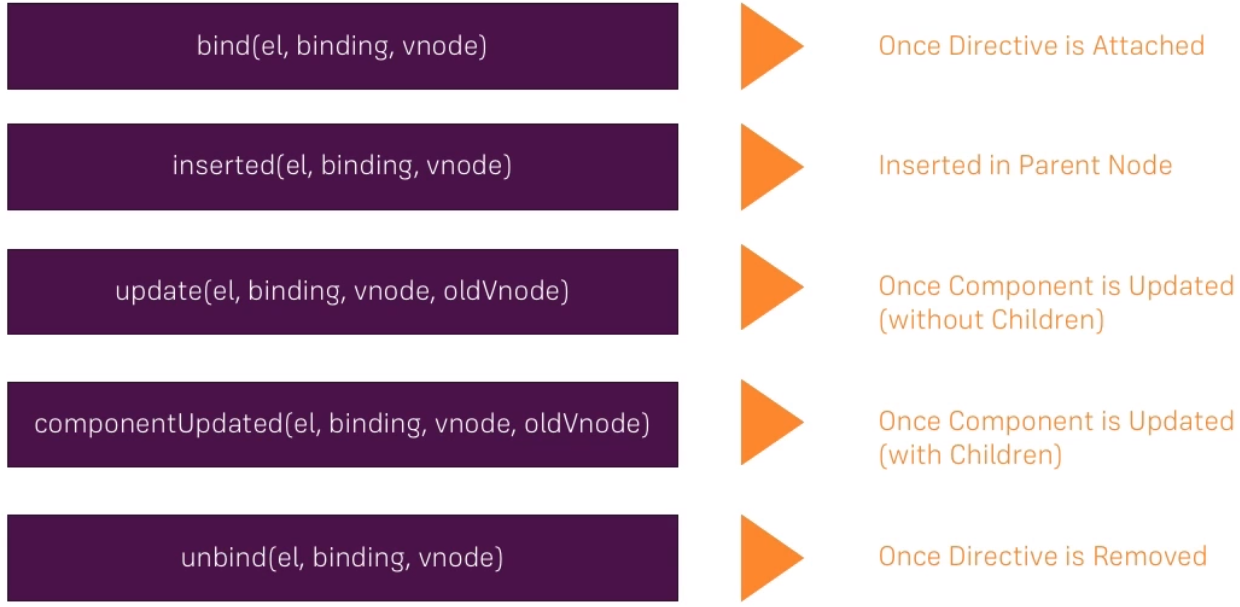 bind(el, binding, vnode)
Once Directive is Attached
inserted(el, binding, vnode)
Inserted in Parent Node
update(el, binding, vnode, oldVnode)
Once Component is Updated
(without Children)
componentUpdated(el, binding, vnode, oldVnode)
Once Component is Updated
(with Children)
unbind(el, binding, vnode)
Once Directive is Removed